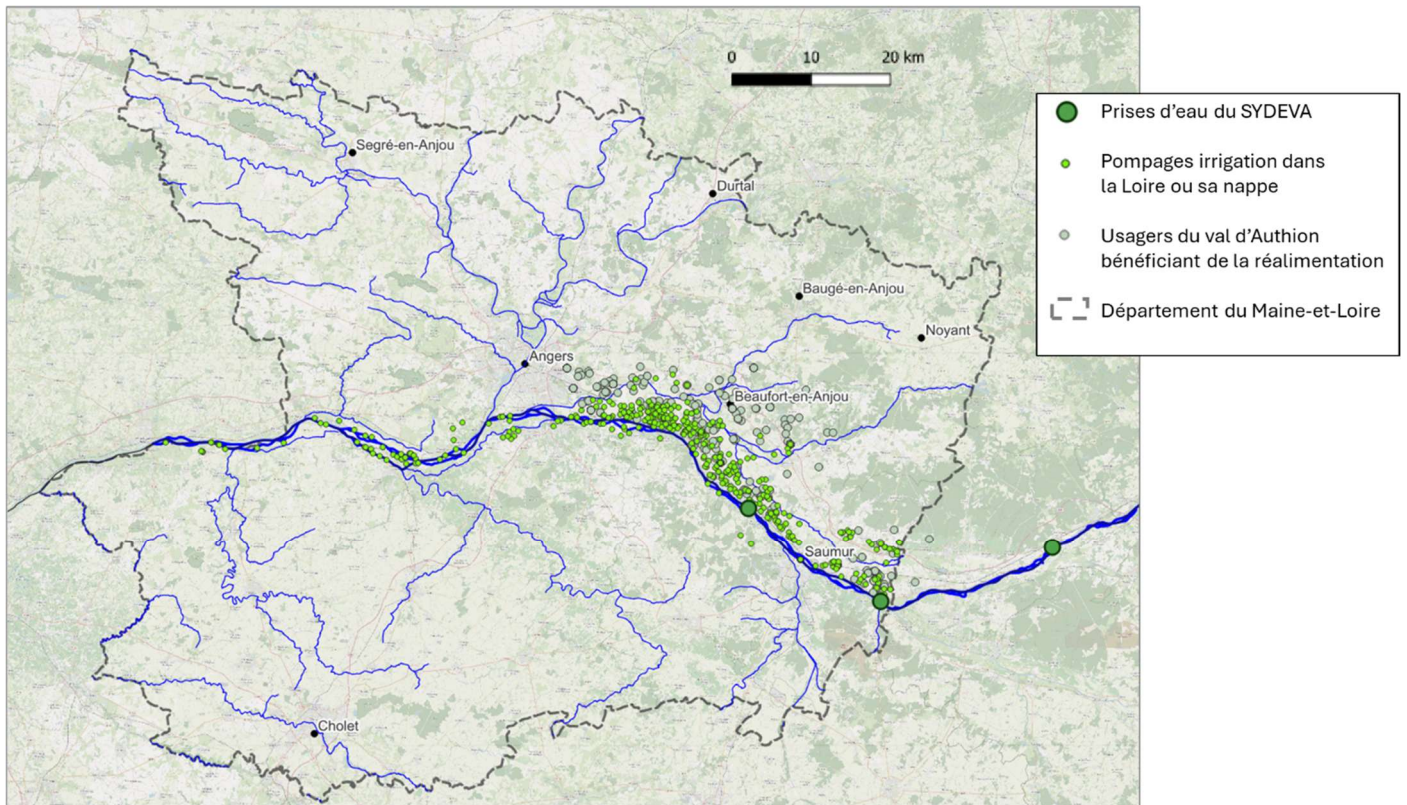 0 10 20 km
Prises d’eau du SYDEVA
Pompages irrigation dans
la Loire ou sa nappe
Usagers du val d’Authion
bénéficiant de la réalimentation
Département du Maine-et-Loire
Segré-en-Anjou
Durtal
Baugé-en-Anjou
Noyant
Angers
Beaufort-en-Anjou
Saumur
Cholet